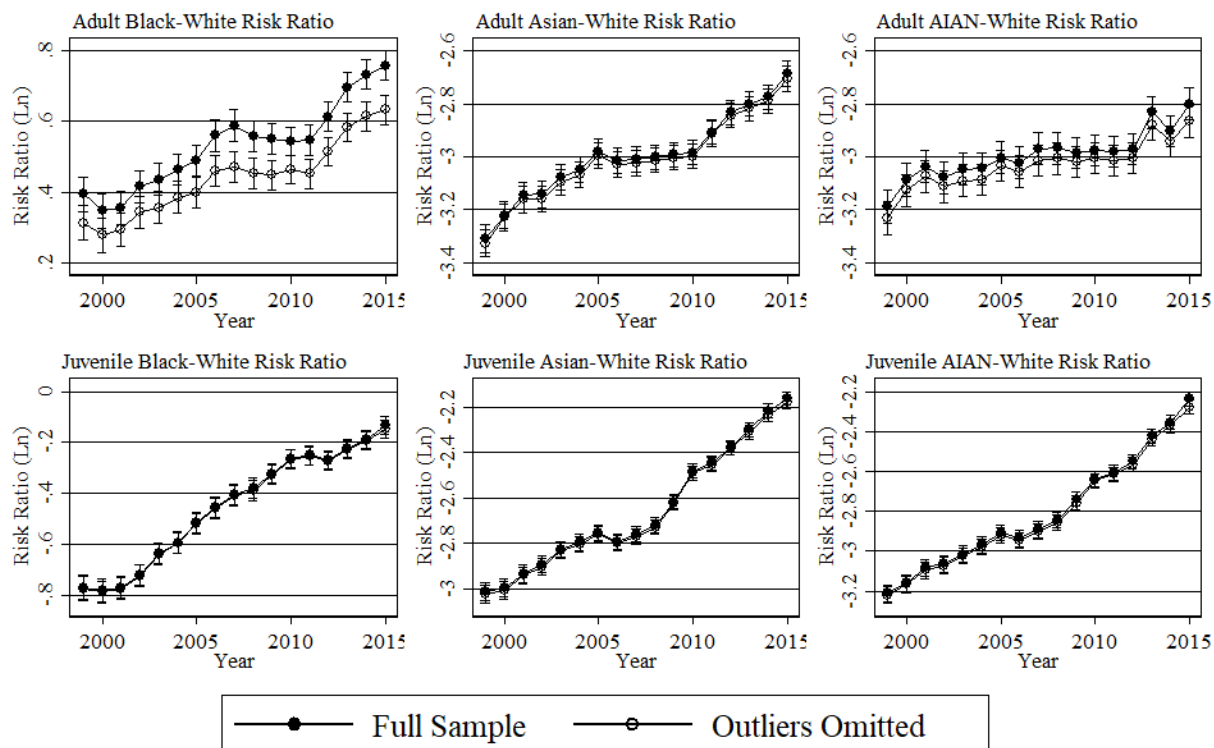 Adult Black-White Risk Ratio
Risk Ratio (Ln)
.8
.6
.4
.2
2000 2005 2010 2015
Year
Adult Asian-White Risk Ratio
Risk Ratio (Ln)
-2.6
-2.8
-3
-3.2
-3.4
2000 2005 2010 2015
Year
Adult AIAN-White Risk Ratio
Risk Ratio (Ln)
-2.6
-2.8
-3
-3.2
-3.4
2000 2005 2010 2015
Year
Juvenile Black-White Risk Ratio
Risk Ratio (Ln)
0
-.2
-.4
-.6
-.8
2000 2005 2010 2015
Year
Juvenile Asian-White Risk Ratio
Risk Ratio (Ln)
-2.2
-2.4
-2.6
-2.8
-3
2000 2005 2010 2015
Year
Juvenile AIAN-White Risk Ratio
Risk Ratio (Ln)
-2.2
-2.4
-2.6
-2.8
-3
-3.2
2000 2005 2010 2015
Year
Full Sample Outliers Omitted